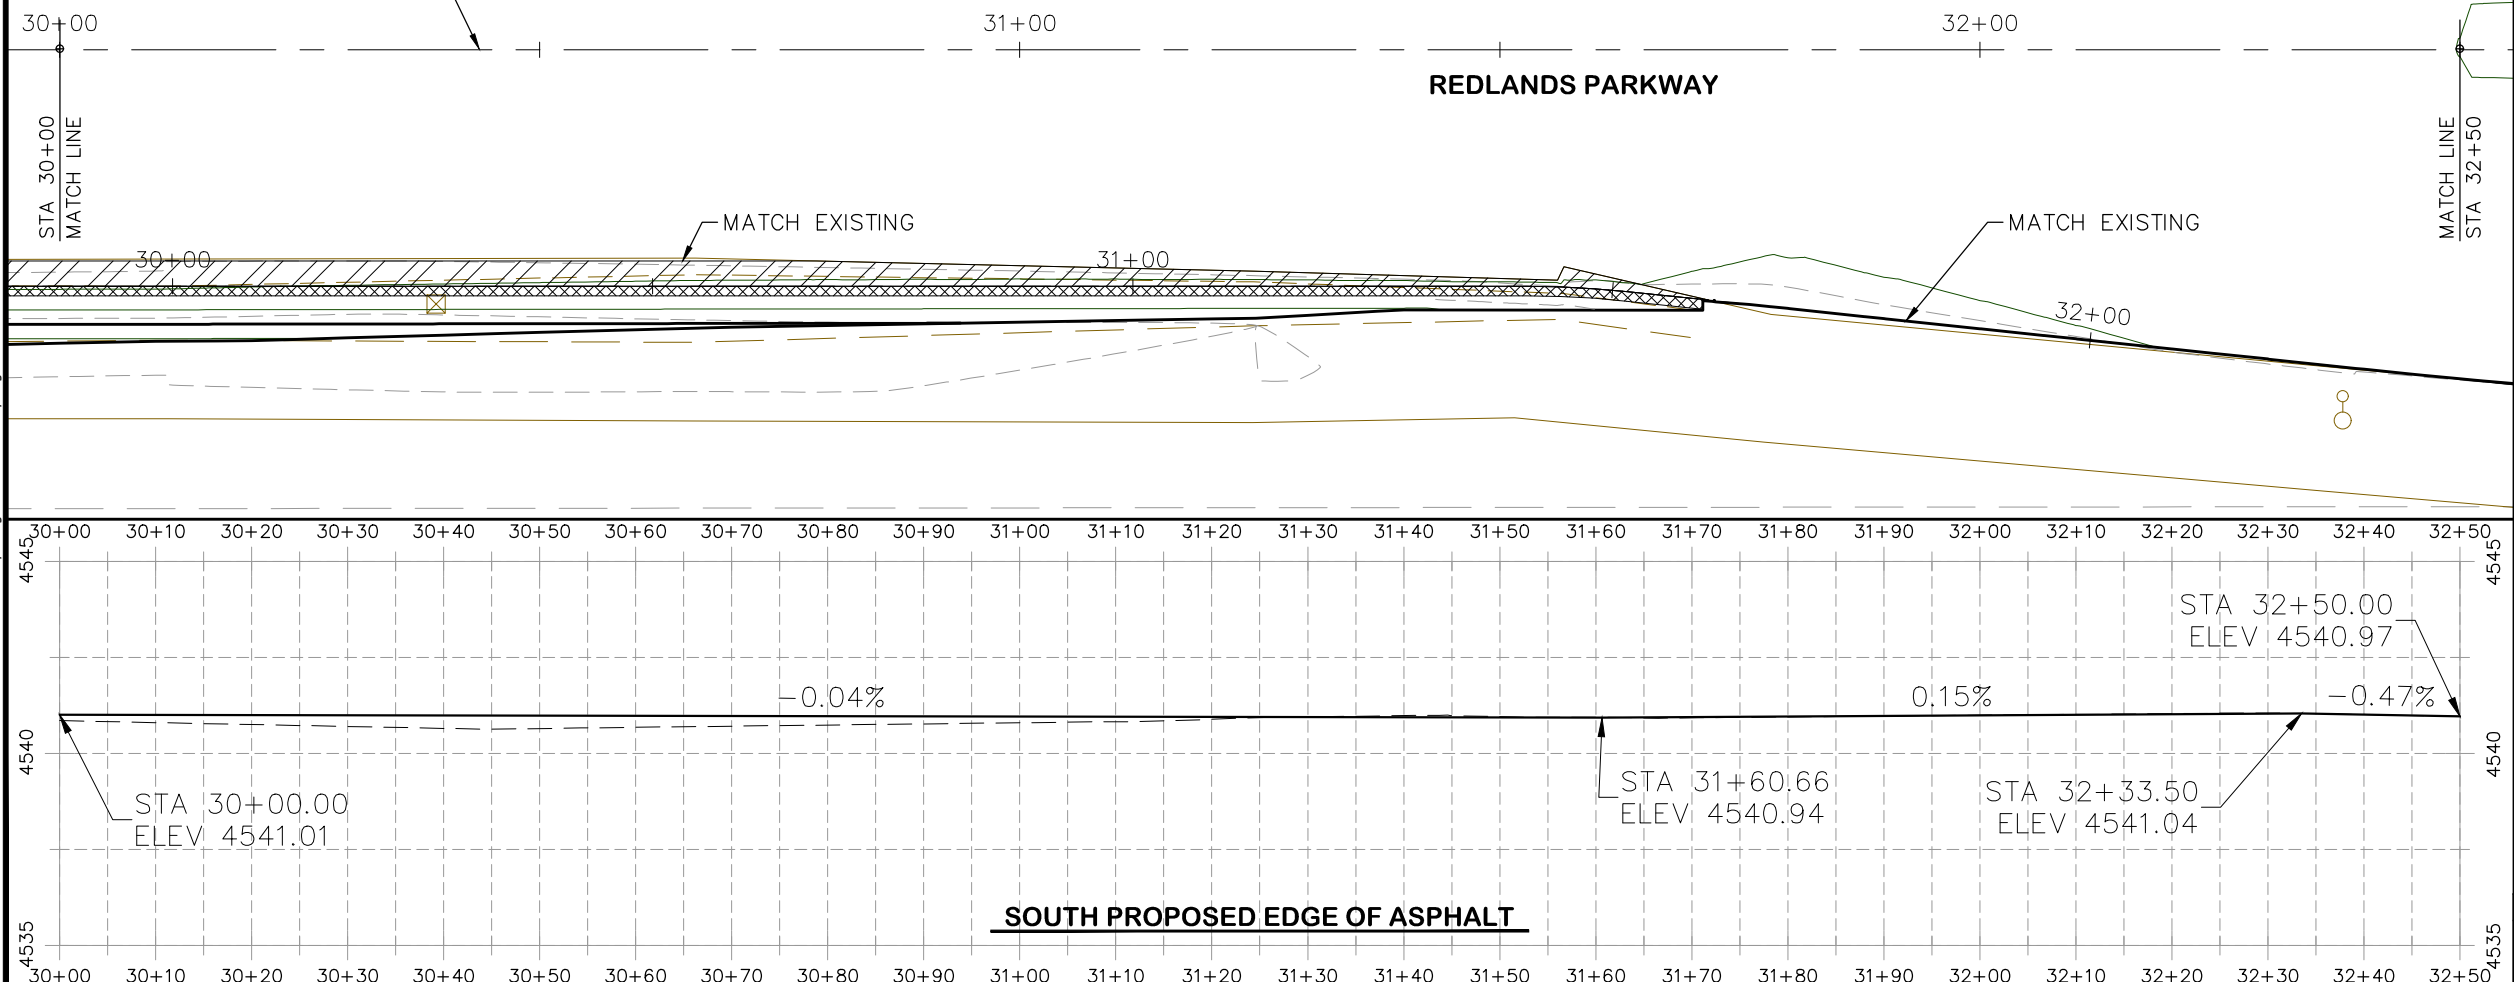 30+00 31+00 32+00
REDLANDS PARKWAY
STA 30+00
MATCH LINE
MATCH LINE
STA 32+50
MATCH EXISTING
MATCH EXISTING
30+00 31+00 32+00
30+00 30+10 30+20 30+30 30+40 30+50 30+60 30+70 30+80 30+90 31+00 31+10 31+20 31+30 31+40 31+50 31+60 31+70 31+80 31+90 32+00 32+10 32+20 32+30 32+40 32+50
4545 4545
STA 32+50.00
ELEV 4540.97
-0.04% 0.15% -0.47%
4540 4540
STA 30+00.00
ELEV 4541.01
STA 31+60.66
ELEV 4540.94
STA 32+33.50
ELEV 4541.04
SOUTH PROPOSED EDGE OF ASPHALT
4535 4535
30+00 30+10 30+20 30+30 30+40 30+50 30+60 30+70 30+80 30+90 31+00 31+10 31+20 31+30 31+40 31+50 31+60 31+70 31+80 31+90 32+00 32+10 32+20 32+30 32+40 32+50